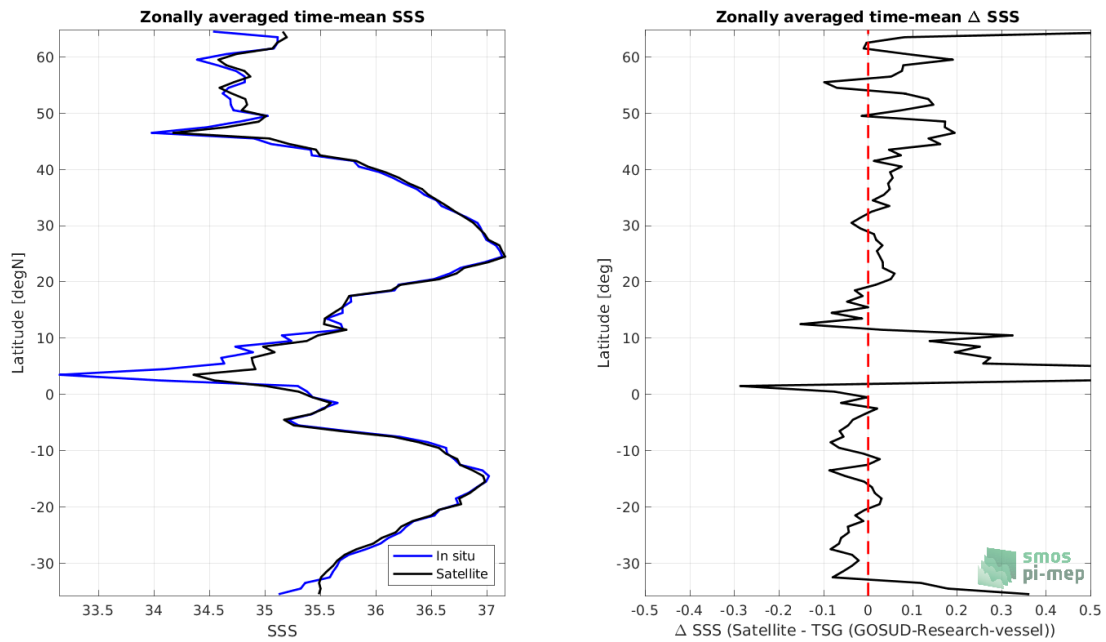 Zonally averaged time-mean SSS
60
50
40
30
20
10
0
-10
-20
-30
Latitude [degN]
33.5 34 34.5 35 35.5 36 36.5 37
SSS
In situ
Satellite
Zonally averaged time-mean Δ SSS
60
50
40
30
20
10
0
-10
-20
-30
Latitude [deg]
-0.5 -0.4 -0.3 -0.2 -0.1 0 0.1 0.2 0.3 0.4 0.5
Δ SSS (Satellite - TSG (GOSUD-Research-vessel))
smos
pi-mep